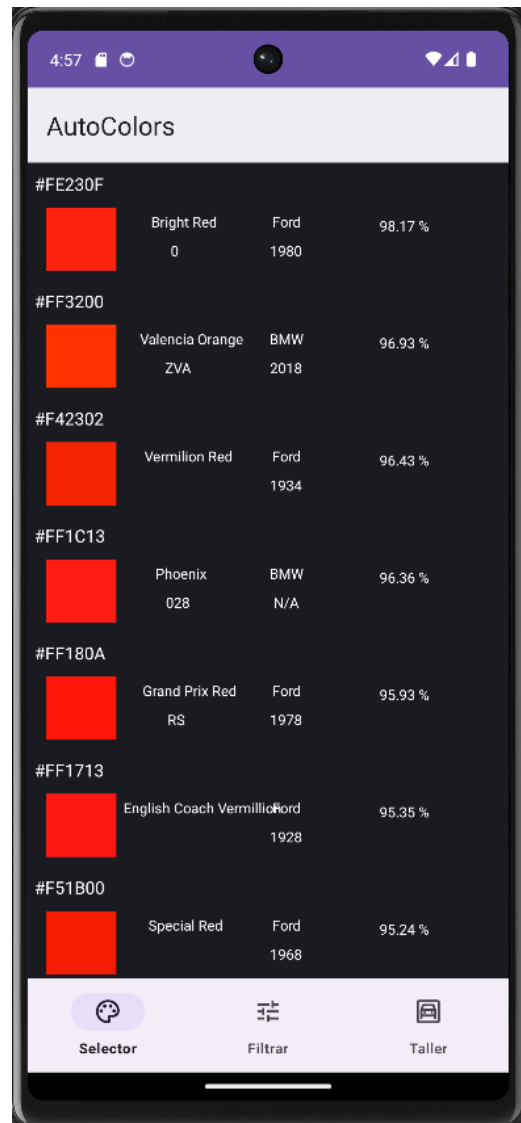 4:57
AutoColors
#FE230F
Bright Red Ford 98.17 %
0 1980
#FF3200
Valencia Orange BMW 96.93 %
ZVA 2018
#F42302
Vermilion Red Ford 96.43 %
1934
#FF1C13
Phoenix BMW 96.36 %
028 N/A
#FF180A
Grand Prix Red Ford 95.93 %
RS 1978
#FF1713
English Coach Vermillion Ford 95.35 %
1928
#F51B00
Special Red Ford 95.24 %
1968
Selector Filtrar Taller